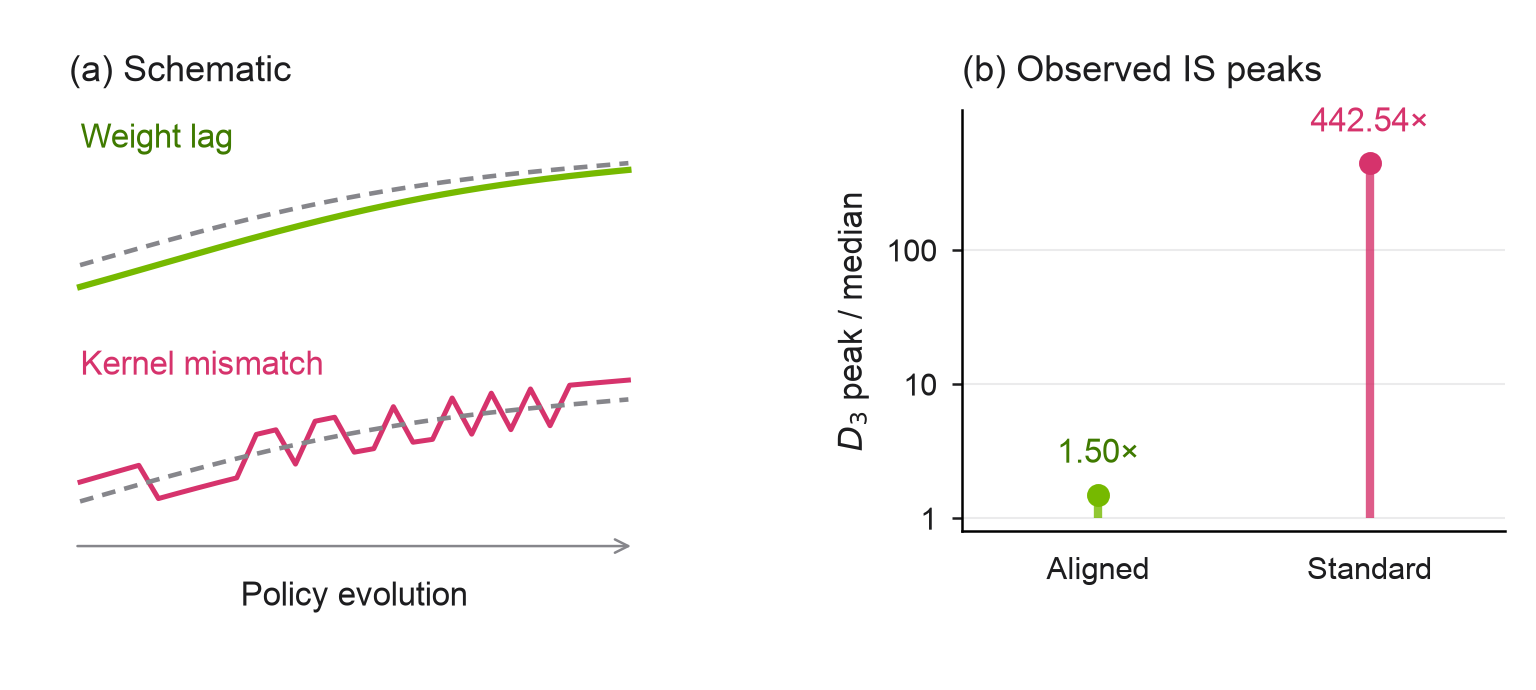 (a) Schematic
Weight lag
Kernel mismatch
Policy evolution
(b) Observed IS peaks
442.54×
D₃ peak / median
100
10
1.50×
1
Aligned
Standard